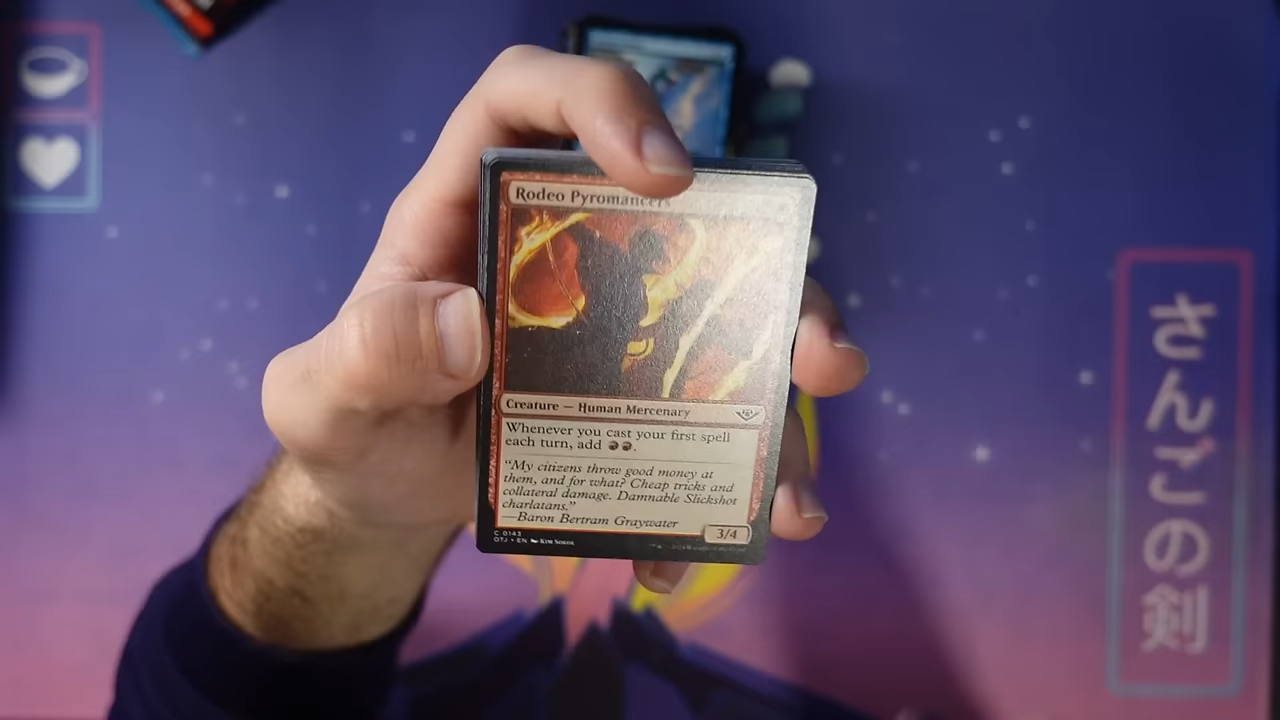 Rodeo Pyromancers
Creature — Human Mercenary
Whenever you cast your first spell
each turn, add
"My citizens throw good money at
them, and for what? Cheap tricks and
collateral damage. Damnable Slickshot
charlatans."
—Baron Bertram Graywater
3/4
C 0143
OTJ • EN KIM SOKOL
さんごの剣